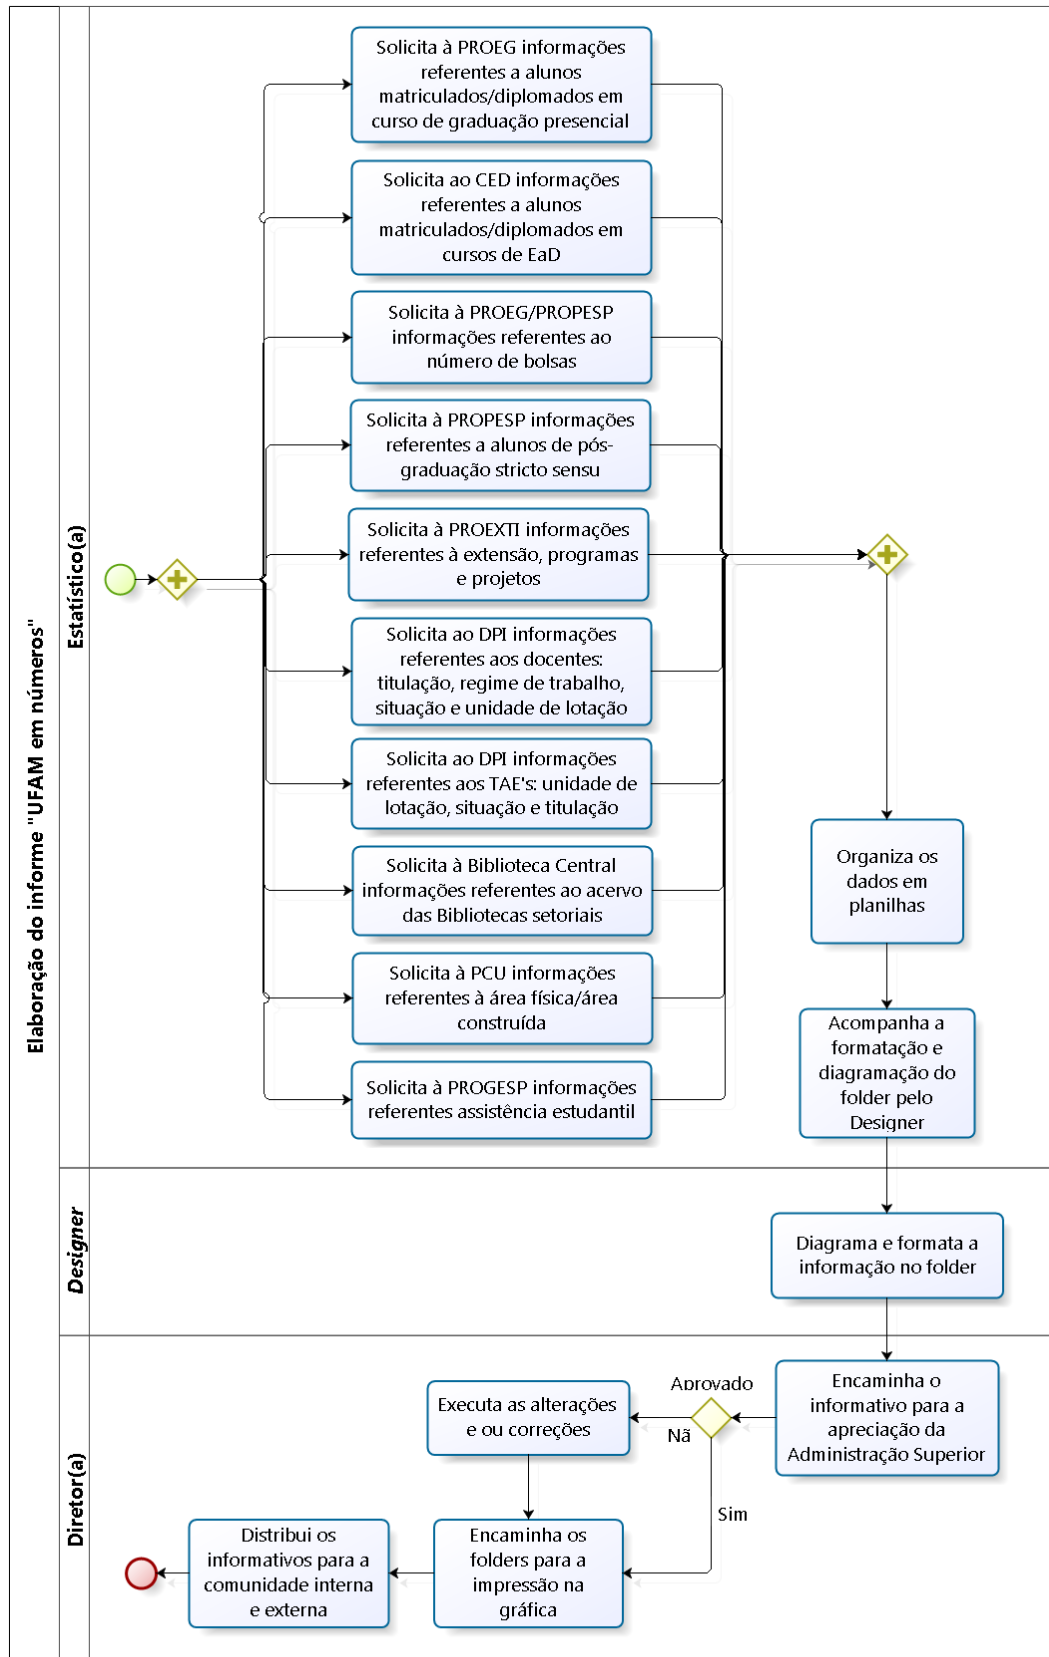 Elaboração do informe "UFAM em números"
Estatístico(a)
Solicita à PROEG informações
referentes a alunos
matriculados/diplomados em
curso de graduação presencial
Solicita ao CED informações
referentes a alunos
matriculados/diplomados em
cursos de EaD
Solicita à PROEG/PROPESP
informações referentes ao
número de bolsas
Solicita à PROPESP informações
referentes a alunos de pós-
graduação stricto sensu
Solicita à PROEXTI informações
referentes à extensão, programas
e projetos
Solicita ao DPI informações
referentes aos docentes:
titulação, regime de trabalho,
situação e unidade de lotação
Solicita ao DPI informações
referentes aos TAE's: unidade de
lotação, situação e titulação
Solicita à Biblioteca Central
informações referentes ao acervo
das Bibliotecas setoriais
Solicita à PCU informações
referentes à área física/área
construída
Solicita à PROGESP informações
referentes assistência estudantil
Organiza os
dados em
planilhas
Acompanha a
formatação e
diagramação do
folder pelo
Designer
Designer
Diagrama e formata a
informação no folder
Diretor(a)
Encaminha o
informativo para a
apreciação da
Administração Superior
Aprovado
Nã
Sim
Executa as alterações
e ou correções
Encaminha os
folders para a
impressão na
gráfica
Distribui os
informativos para a
comunidade interna
e externa